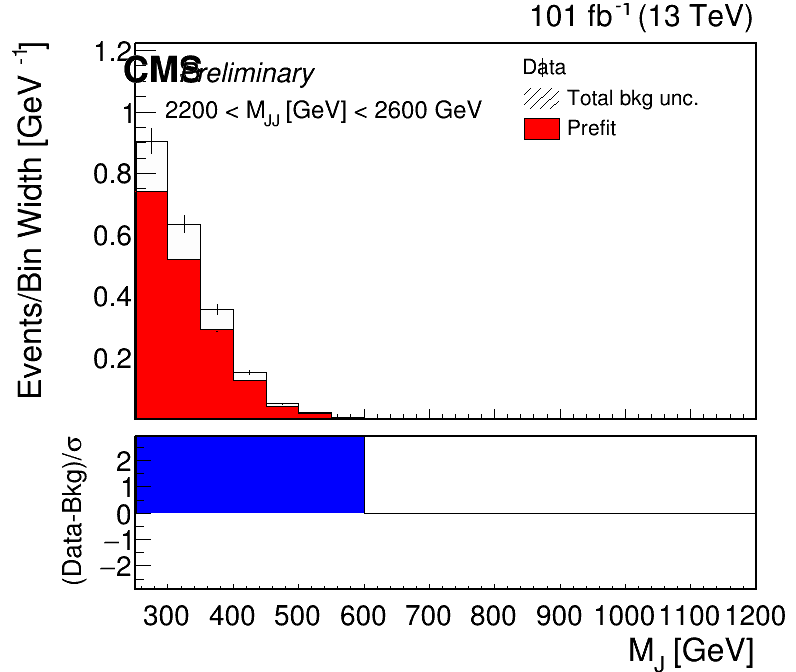 101 fb⁻¹ (13 TeV)
CMS Preliminary
2200 < M_JJ [GeV] < 2600 GeV
Data
Total bkg unc.
Prefit
Events/Bin Width [GeV⁻¹]
1.2
1
0.8
0.6
0.4
0.2
(Data-Bkg)/σ
2
1
0
−1
−2
300 400 500 600 700 800 900 1000 1100 1200
M_J [GeV]